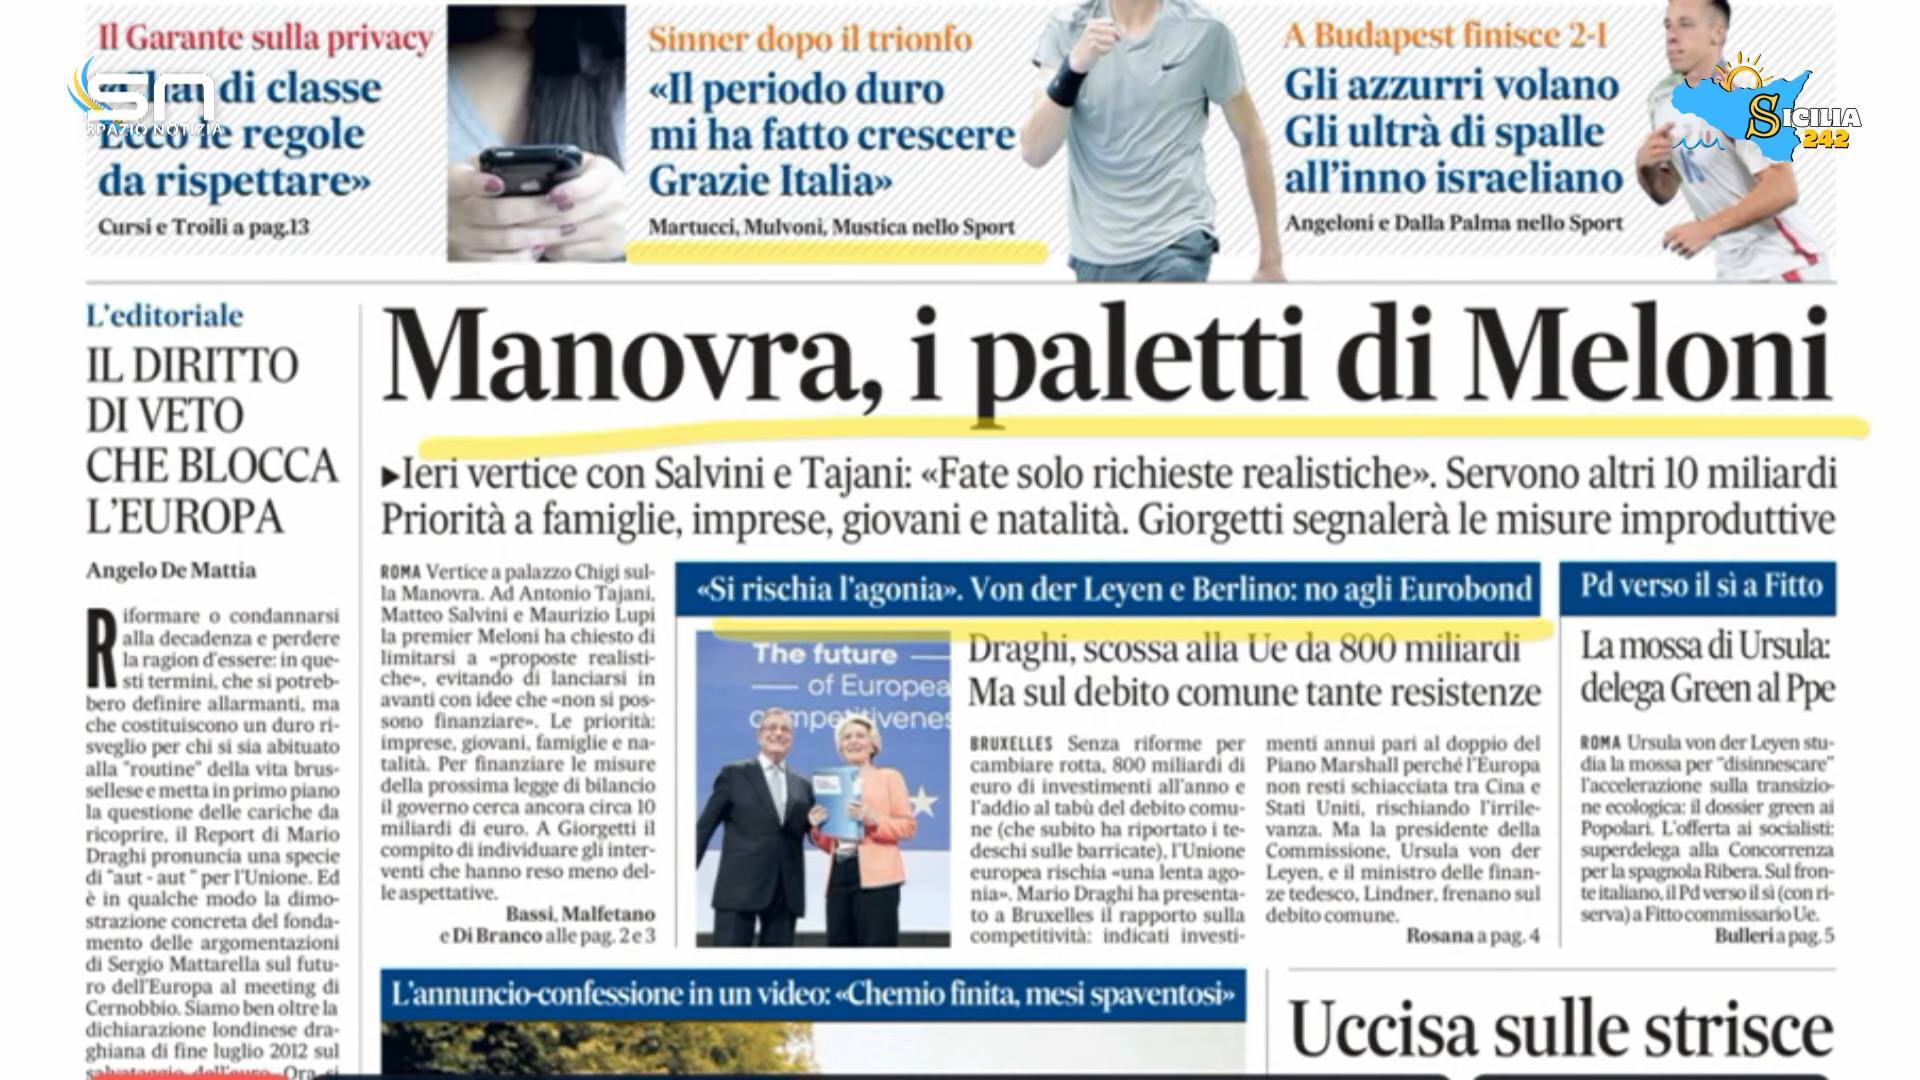 Il Garante sulla privacy
di classe
Ecco le regole
da rispettare»
Cursi e Troili a pag.13
SN
SPAZIO NOTIZIA
Sinner dopo il trionfo
«Il periodo duro
mi ha fatto crescere
Grazie Italia»
Martucci, Mulvoni, Mustica nello Sport
A Budapest finisce 2-1
Gli azzurri volano
Gli ultrà di spalle
all'inno israeliano
Angeloni e Dalla Palma nello Sport
SICILIA
242
L'editoriale
IL DIRITTO
DI VETO
CHE BLOCCA
L'EUROPA
Angelo De Mattia
Riformare o condannarsi
alla decadenza e perdere
la ragion d'essere: in que-
sti termini, che si potreb-
bero definire allarmanti, ma
che costituiscono un duro ri-
sveglio per chi si sia abituato
alla "routine" della vita brus-
sellese e metta in primo piano
la questione delle cariche da
ricoprire, il Report di Mario
Draghi pronuncia una specie
di "aut - aut " per l'Unione. Ed
è in qualche modo la dimo-
strazione concreta del fonda-
mento delle argomentazioni
di Sergio Mattarella sul futu-
ro dell'Europa al meeting di
Cernobbio. Siamo ben oltre la
dichiarazione londinese dra-
ghiana di fine luglio 2012 sul
salvataggio dell'euro. Ora si
Manovra, i paletti di Meloni
▶Ieri vertice con Salvini e Tajani: «Fate solo richieste realistiche». Servono altri 10 miliardi
Priorità a famiglie, imprese, giovani e natalità. Giorgetti segnalerà le misure improduttive
ROMA Vertice a palazzo Chigi sul-
la Manovra. Ad Antonio Tajani,
Matteo Salvini e Maurizio Lupi
la premier Meloni ha chiesto di
limitarsi a «proposte realisti-
che», evitando di lanciarsi in
avanti con idee che «non si pos-
sono finanziare». Le priorità:
imprese, giovani, famiglie e na-
talità. Per finanziare le misure
della prossima legge di bilancio
il governo cerca ancora circa 10
miliardi di euro. A Giorgetti il
compito di individuare gli inter-
venti che hanno reso meno del-
le aspettative.
Bassi, Malfetano
e Di Branco alle pag. 2 e 3
«Si rischia l'agonia». Von der Leyen e Berlino: no agli Eurobond
The future
of Europea
competitivenes
Draghi, scossa alla Ue da 800 miliardi
Ma sul debito comune tante resistenze
BRUXELLES Senza riforme per
cambiare rotta, 800 miliardi di
euro di investimenti all'anno e
l'addio al tabù del debito comu-
ne (che subito ha riportato i te-
deschi sulle barricate), l'Unione
europea rischia «una lenta ago-
nia». Mario Draghi ha presenta-
to a Bruxelles il rapporto sulla
competitività: indicati investi-
menti annui pari al doppio del
Piano Marshall perché l'Europa
non resti schiacciata tra Cina e
Stati Uniti, rischiando l'irrile-
vanza. Ma la presidente della
Commissione, Ursula von der
Leyen, e il ministro delle finan-
ze tedesco, Lindner, frenano sul
debito comune.
Rosana a pag. 4
Pd verso il sì a Fitto
La mossa di Ursula:
delega Green al Ppe
ROMA Ursula von der Leyen stu-
dia la mossa per "disinnescare"
l'accelerazione sulla transizio-
ne ecologica: il dossier green ai
Popolari. L'offerta ai socialisti:
superdelega alla Concorrenza
per la spagnola Ribera. Sul fron-
te italiano, il Pd verso il sì (con ri-
serva) a Fitto commissario Ue.
Bulleri a pag. 5
L'annuncio-confessione in un video: «Chemio finita, mesi spaventosi»
Uccisa sulle strisce